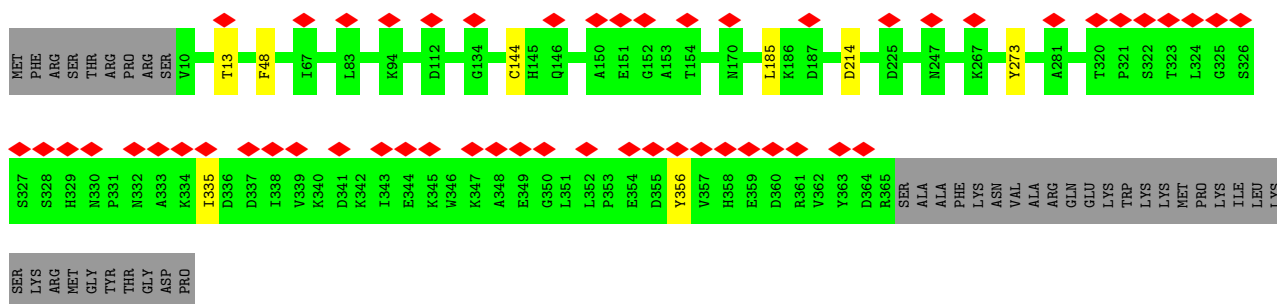 MET PHE ARG SER THR ARG PRO ARG SER V10 T13 F48 I67 L83 K94 D112 G134 C144 H145 Q146 A150 E151 G152 A153 T154 N170 L185 K186 D187 D214 D225 N247 K267 Y273 A281 T320 P321 S322 T323 L324 G325 S326
S327 S328 H329 N330 P331 N332 A333 K334 I335 D336 D337 I338 V339 K340 D341 K342 I343 E344 K345 W346 K347 A348 E349 G350 L351 L352 P353 E354 D355 Y356 V357 H358 E359 D360 R361 V362 Y363 D364 R365 SER ALA ALA PHE LYS ASN VAL ALA ARG GLN GLU LYS TRP LYS LYS MET PRO LYS ILE LEU LYS
SER LYS ARG MET GLY TYR THR GLY ASP PRO